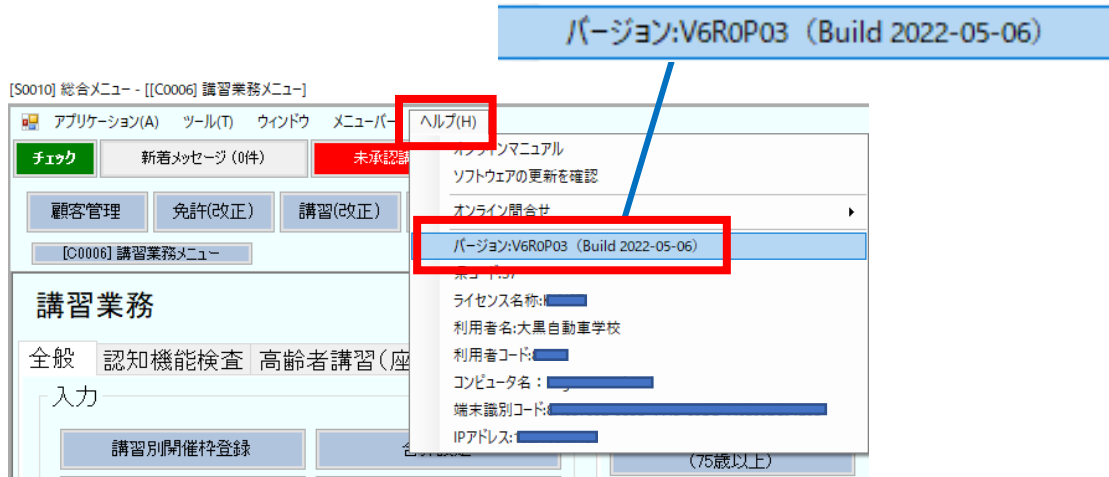 バージョン:V6R0P03（Build 2022-05-06）
[S0010] 総合メニュー - [[C0006] 講習業務メニュー]
アプリケーション(A) ツール(T) ウィンドウ メニューバー ヘルプ(H)
チェック 新着メッセージ (0件) 未承認
オンラインマニュアル
ソフトウェアの更新を確認
顧客管理 免許(改正) 講習(改正)
オンライン問合せ
[C0006] 講習業務メニュー
バージョン:V6R0P03（Build 2022-05-06）
ライセンス名称:
講習業務
利用者名:大黒自動車学校
利用者コード:
全般 認知機能検査 高齢者講習(座
コンピュータ名：
入力
端末識別コード:
IPアドレス:
講習別開催枠登録
(75歳以上)